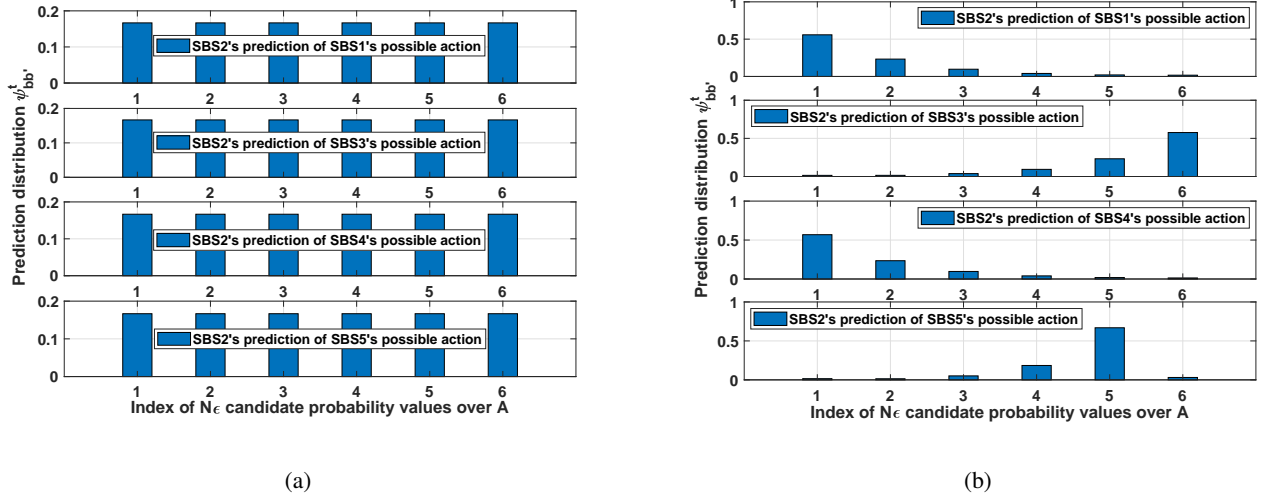 Prediction distribution ψ^t_bb'
0.2
0.1
0
SBS2's prediction of SBS1's possible action
1 2 3 4 5 6
0.2
0.1
0
SBS2's prediction of SBS3's possible action
1 2 3 4 5 6
0.2
0.1
0
SBS2's prediction of SBS4's possible action
1 2 3 4 5 6
0.2
0.1
0
SBS2's prediction of SBS5's possible action
1 2 3 4 5 6
Index of Nϵ candidate probability values over A
(a)
Prediction distribution ψ^t_bb'
1
0.5
0
SBS2's prediction of SBS1's possible action
1 2 3 4 5 6
1
0.5
0
SBS2's prediction of SBS3's possible action
1 2 3 4 5 6
1
0.5
0
SBS2's prediction of SBS4's possible action
1 2 3 4 5 6
1
0.5
0
SBS2's prediction of SBS5's possible action
1 2 3 4 5 6
Index of Nϵ candidate probability values over A
(b)